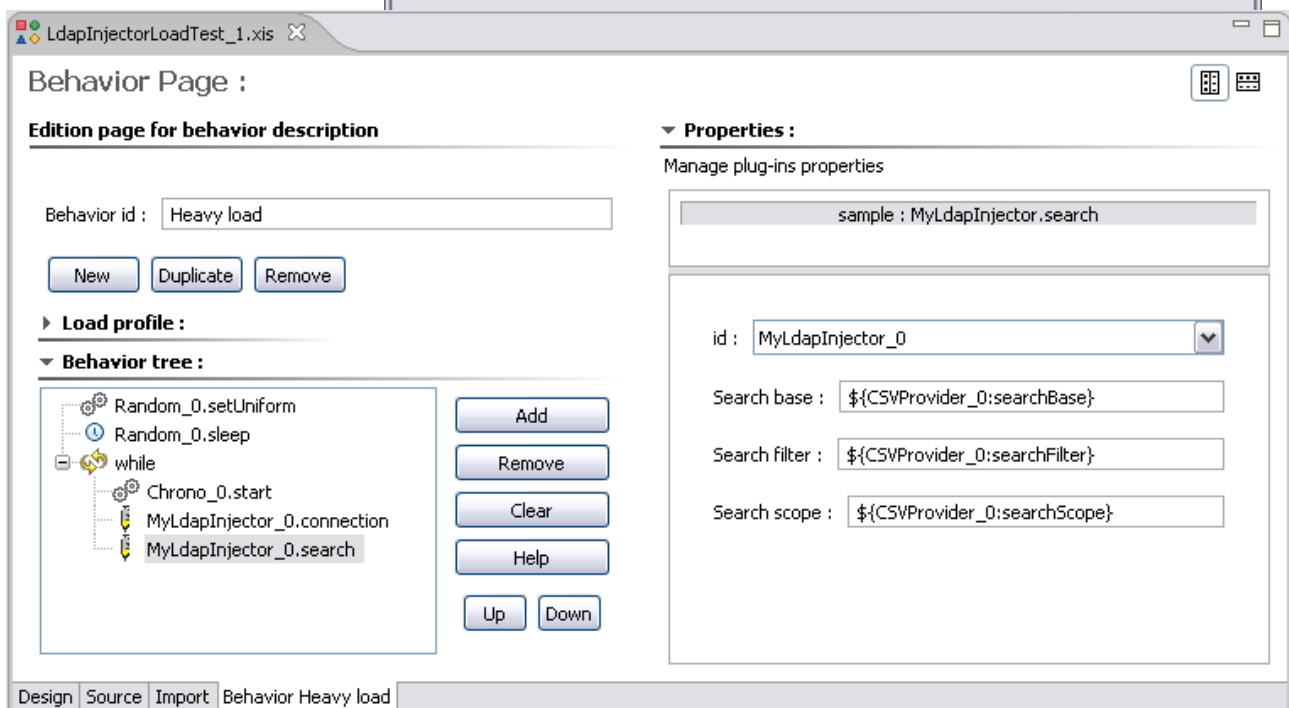 LdapInjectorLoadTest_1.xis
Behavior Page :
Edition page for behavior description
Behavior id :
Heavy load
New
Duplicate
Remove
Load profile :
Behavior tree :
Random_0.setUniform
Random_0.sleep
while
Chrono_0.start
MyLdapInjector_0.connection
MyLdapInjector_0.search
Add
Remove
Clear
Help
Up
Down
Properties :
Manage plug-ins properties
sample : MyLdapInjector.search
id :
MyLdapInjector_0
Search base :
${CSVProvider_0:searchBase}
Search filter :
${CSVProvider_0:searchFilter}
Search scope :
${CSVProvider_0:searchScope}
Design
Source
Import
Behavior Heavy load